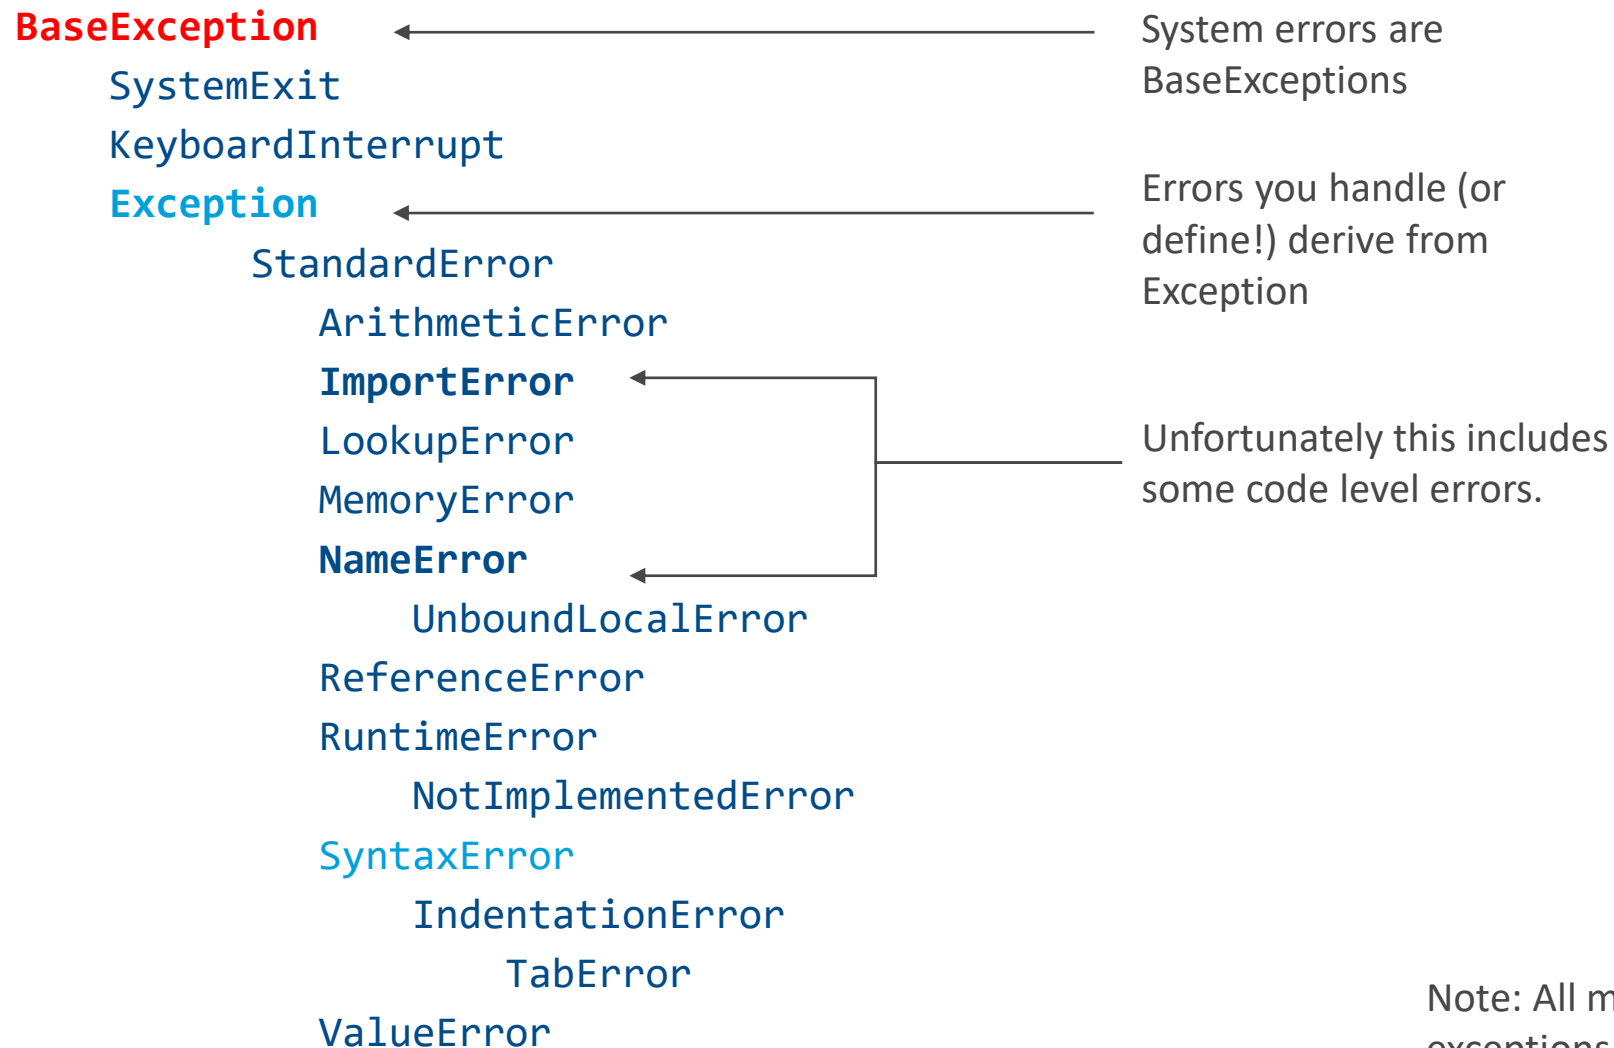 BaseException
SystemExit
KeyboardInterrupt
Exception
StandardError
ArithmeticError
ImportError
LookupError
MemoryError
NameError
UnboundLocalError
ReferenceError
RuntimeError
NotImplementedError
SyntaxError
IndentationError
TabError
ValueError
System errors are
BaseExceptions
Errors you handle (or
define!) derive from
Exception
Unfortunately this includes
some code level errors.
Note: All
exceptions